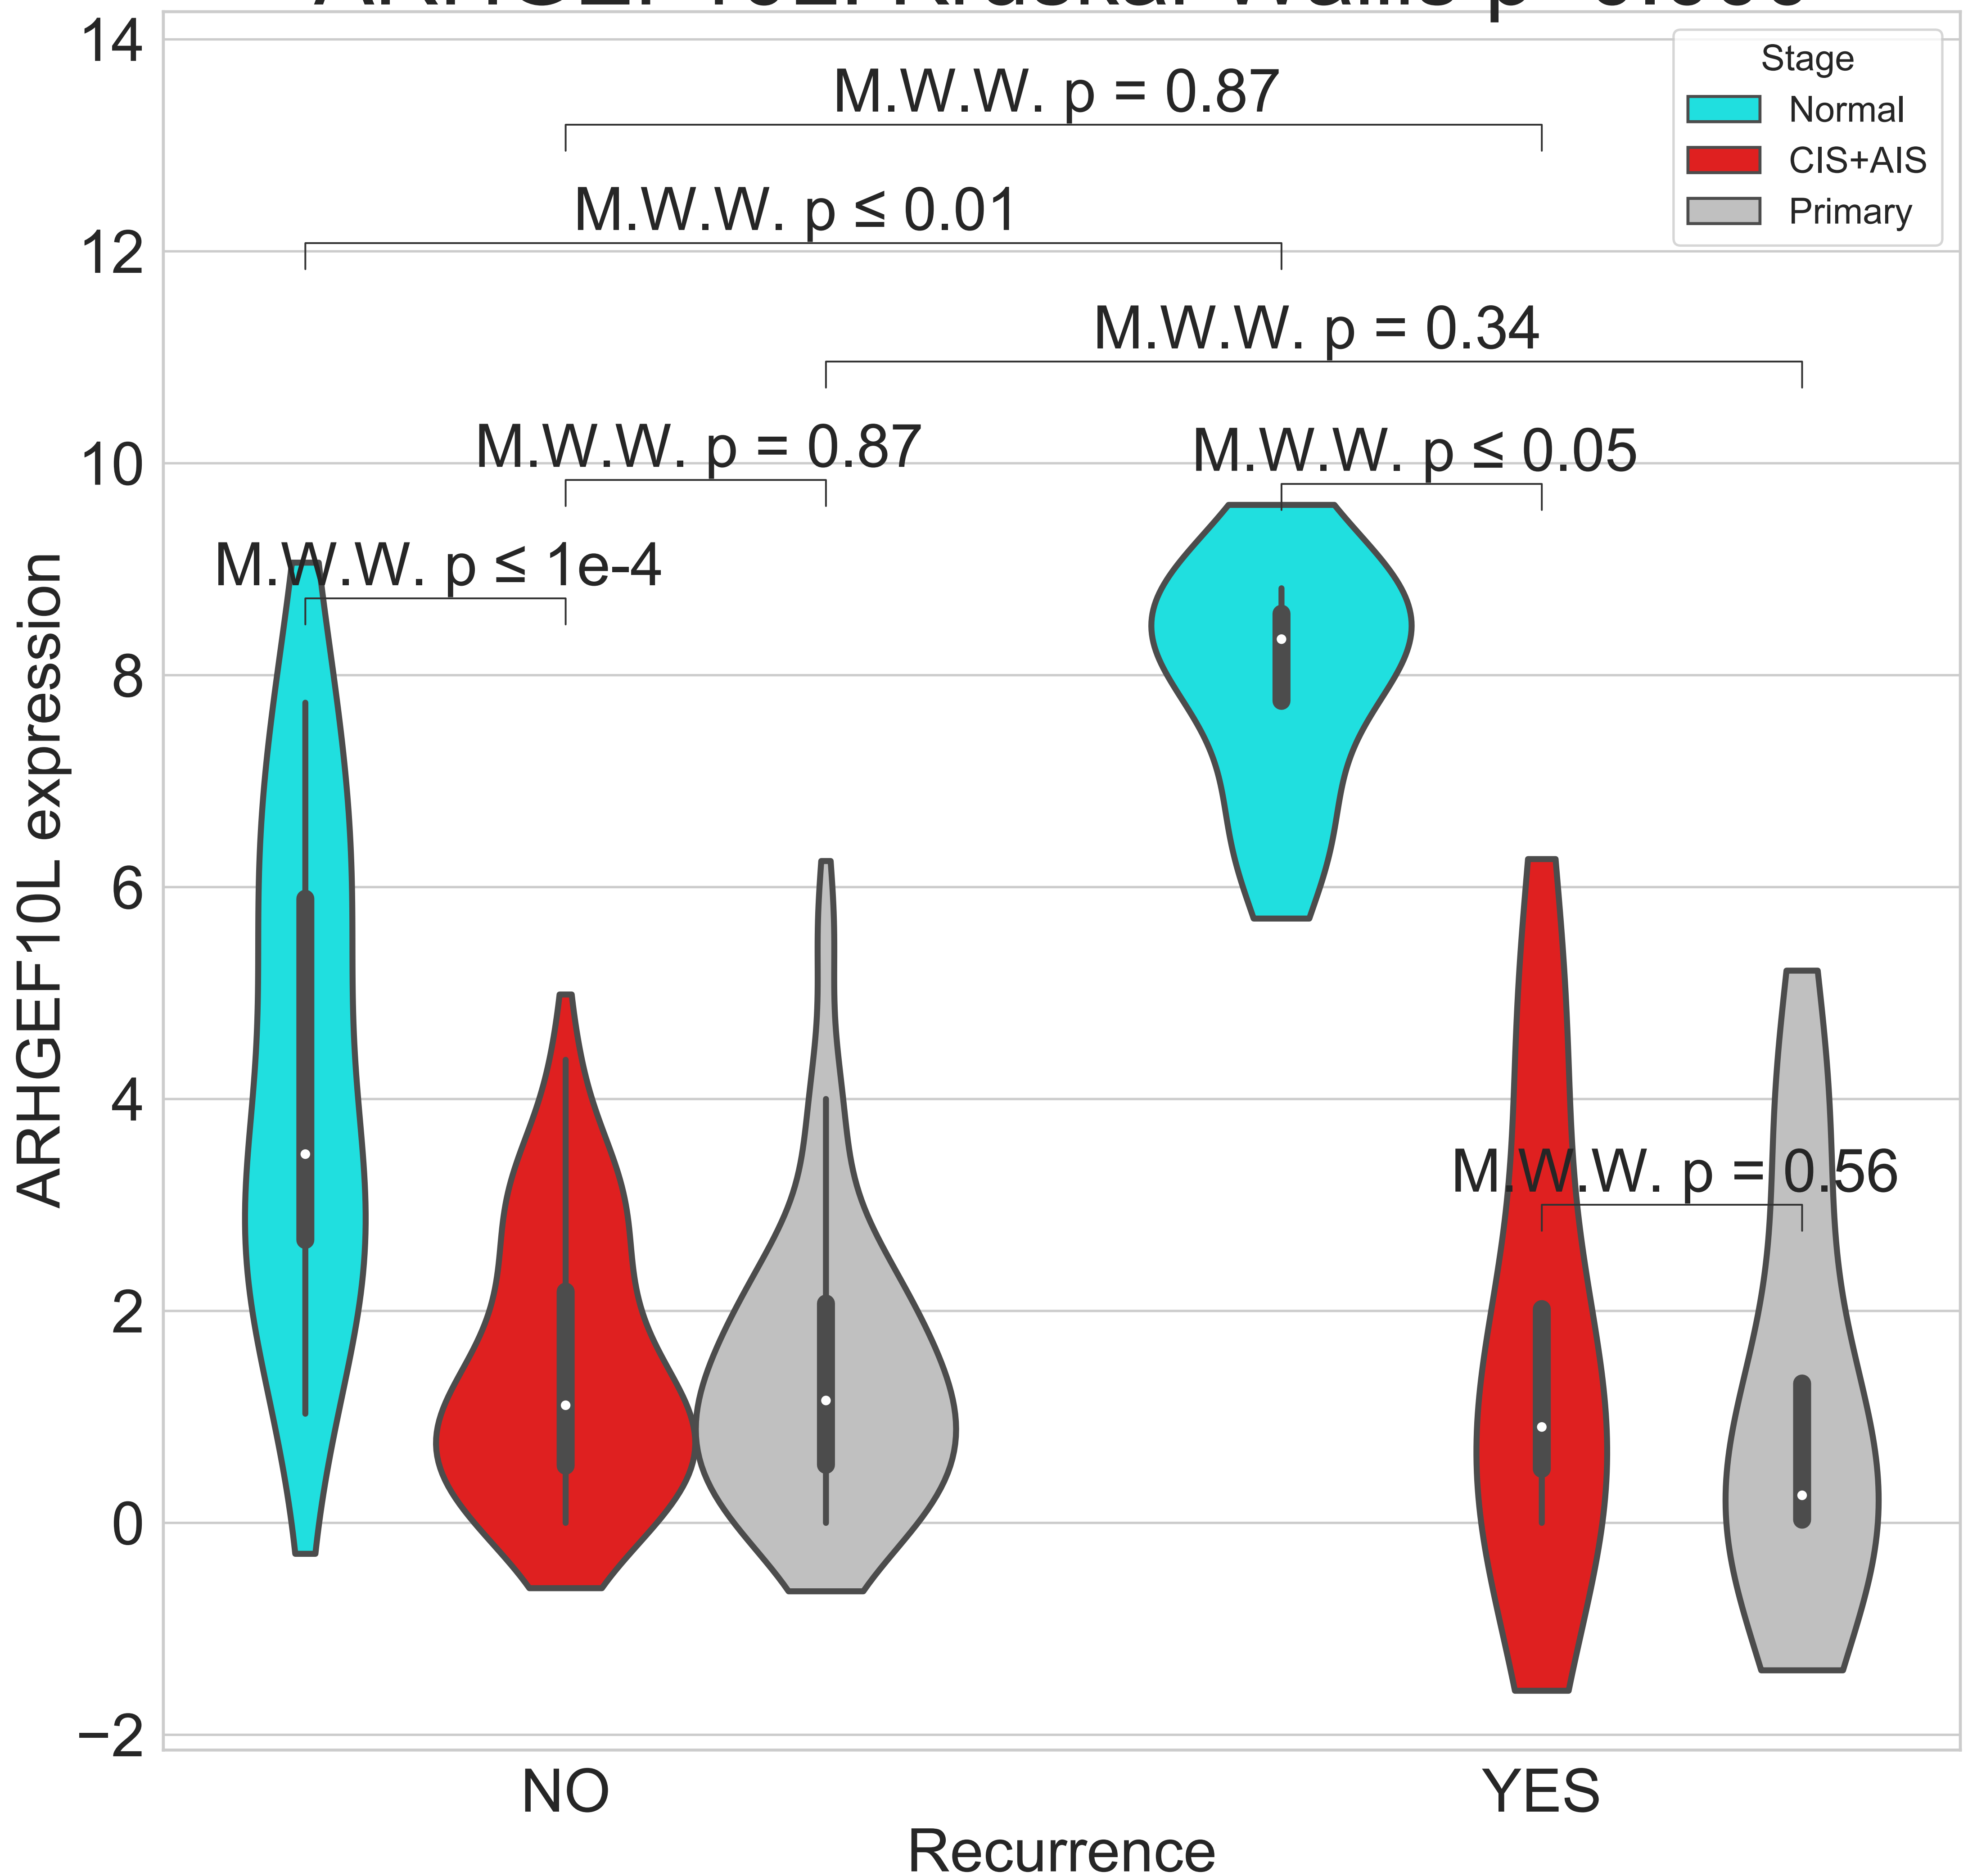 14
M.W.W. p = 0.87
Stage
Normal
CIS+AIS
Primary
M.W.W. p ≤ 0.01
12
M.W.W. p = 0.34
M.W.W. p = 0.87
M.W.W. p ≤ 0.05
10
M.W.W. p ≤ 1e-4
8
ARHGEF10L expression
6
4
M.W.W. p = 0.56
2
0
−2
NO
YES
Recurrence